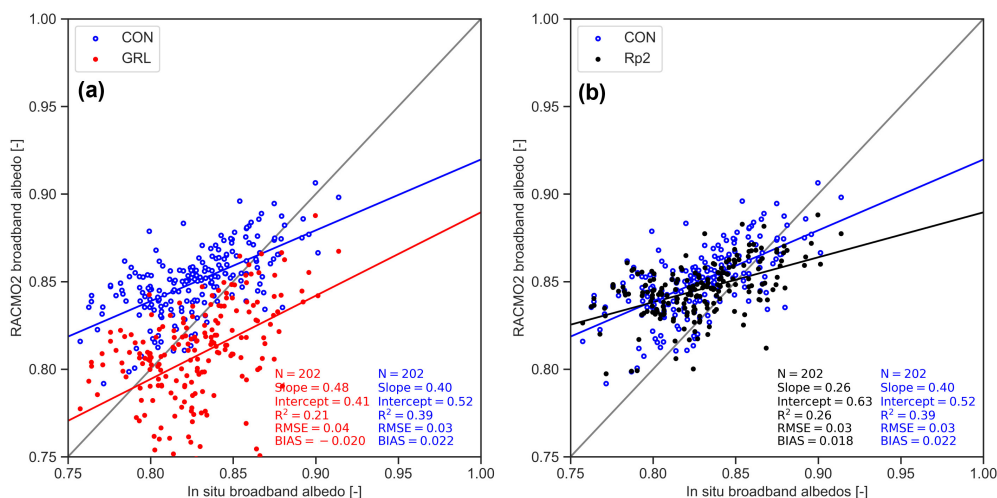 1.00
0.95
0.90
0.85
0.80
0.75
RACMO2 broadband albedo [-]
CON
GRL
(a)
N = 202
Slope = 0.48
Intercept = 0.41
R² = 0.21
RMSE = 0.04
BIAS = −0.020
N = 202
Slope = 0.40
Intercept = 0.52
R² = 0.39
RMSE = 0.03
BIAS = 0.022
0.75 0.80 0.85 0.90 0.95 1.00
In situ broadband albedo [-]
1.00
0.95
0.90
0.85
0.80
0.75
RACMO2 broadband albedo [-]
CON
Rp2
(b)
N = 202
Slope = 0.26
Intercept = 0.63
R² = 0.26
RMSE = 0.03
BIAS = 0.018
N = 202
Slope = 0.40
Intercept = 0.52
R² = 0.39
RMSE = 0.03
BIAS = 0.022
0.75 0.80 0.85 0.90 0.95 1.00
In situ broadband albedos [-]